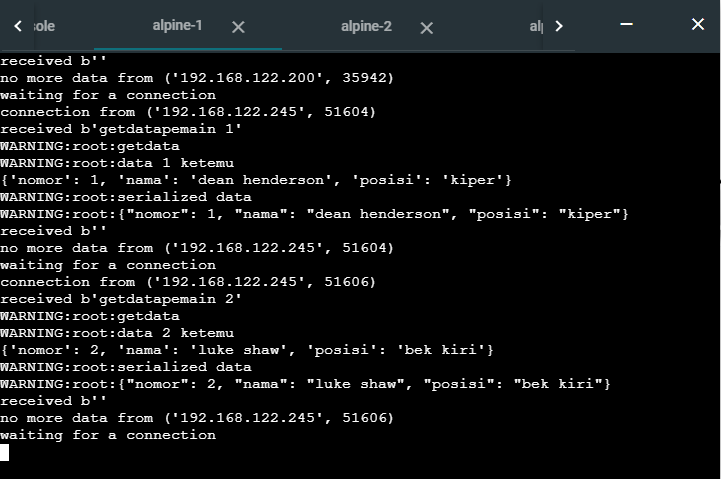 sole
alpine-1
alpine-2
alp
received b''
no more data from ('192.168.122.200', 35942)
waiting for a connection
connection from ('192.168.122.245', 51604)
received b'getdatapemain 1'
WARNING:root:getdata
WARNING:root:data 1 ketemu
{'nomor': 1, 'nama': 'dean henderson', 'posisi': 'kiper'}
WARNING:root:serialized data
WARNING:root:{"nomor": 1, "nama": "dean henderson", "posisi": "kiper"}
received b''
no more data from ('192.168.122.245', 51604)
waiting for a connection
connection from ('192.168.122.245', 51606)
received b'getdatapemain 2'
WARNING:root:getdata
WARNING:root:data 2 ketemu
{'nomor': 2, 'nama': 'luke shaw', 'posisi': 'bek kiri'}
WARNING:root:serialized data
WARNING:root:{"nomor": 2, "nama": "luke shaw", "posisi": "bek kiri"}
received b''
no more data from ('192.168.122.245', 51606)
waiting for a connection